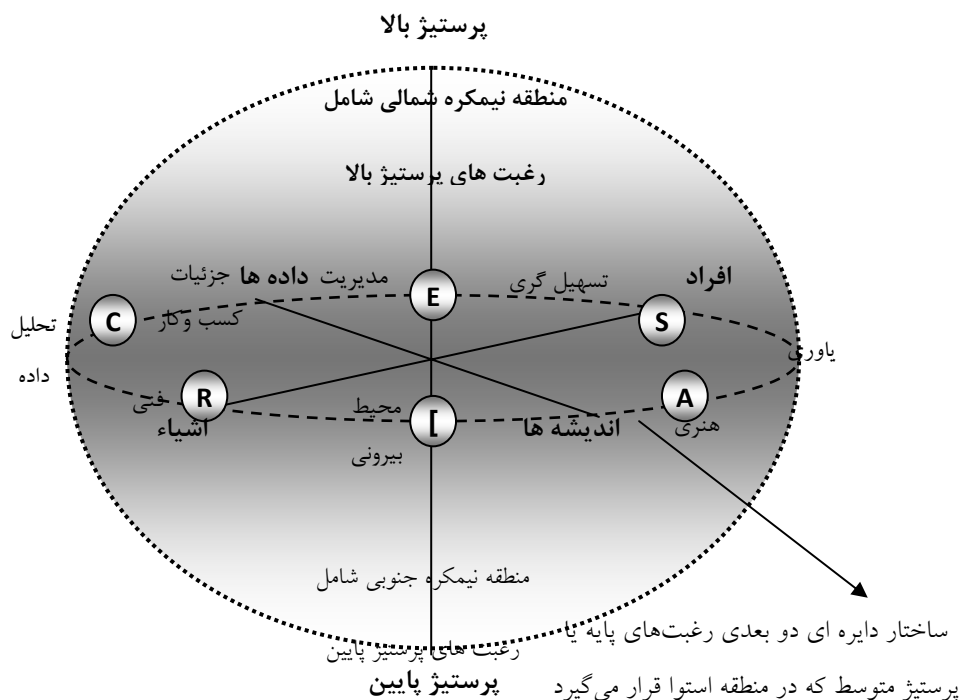 پرستیژ بالا
منطقه نیمکره شمالی شامل
رغبت های پرستیژ بالا
افراد
تسهیل گری
E
مدیریت
داده ها
جزئیات
S
C
کسب وکار
تحلیل
داده
یاوری
A
هنری
R
فنی
اشیاء
محیط
[
بیرونی
اندیشه ها
منطقه نیمکره جنوبی شامل
رغبت های پرستیژ پایین
پرستیژ پایین
ساختار دایره ای دو بعدی رغبت‌های پایه با
پرستیژ متوسط که در منطقه استوا قرار می‌گیرد